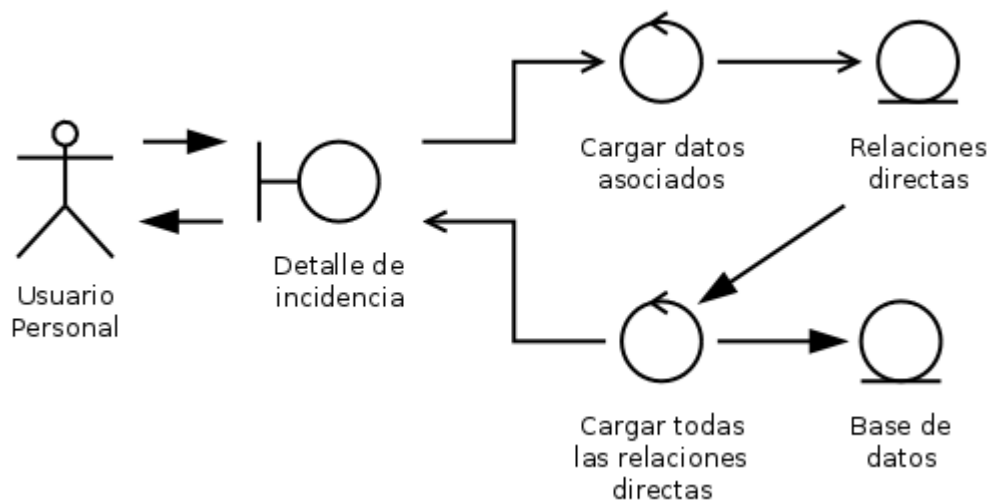 Cargar datos
asociados
Relaciones
directas
Detalle de
incidencia
Usuario
Personal
Cargar todas
las relaciones
directas
Base de
datos